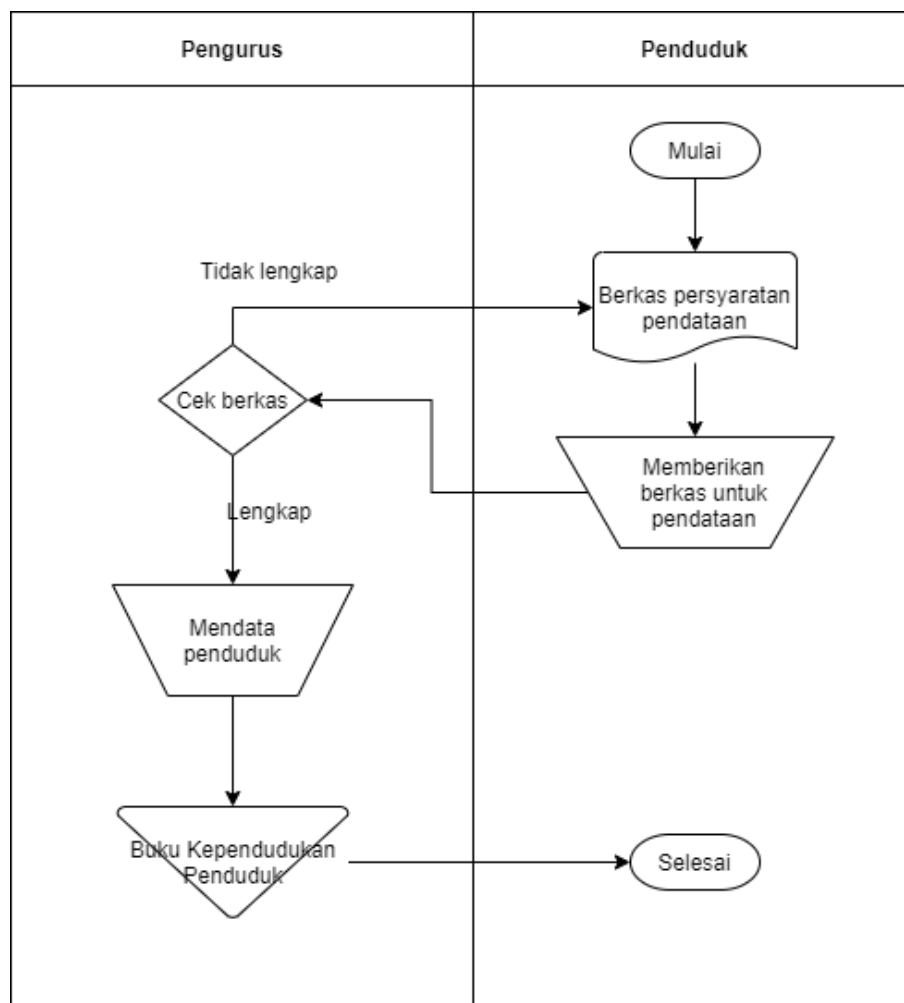 Pengurus
Penduduk
Mulai
Tidak lengkap
Berkas persyaratan
pendataan
Cek berkas
Memberikan
berkas untuk
pendataan
Lengkap
Mendata
penduduk
Buku Kependudukan
Penduduk
Selesai